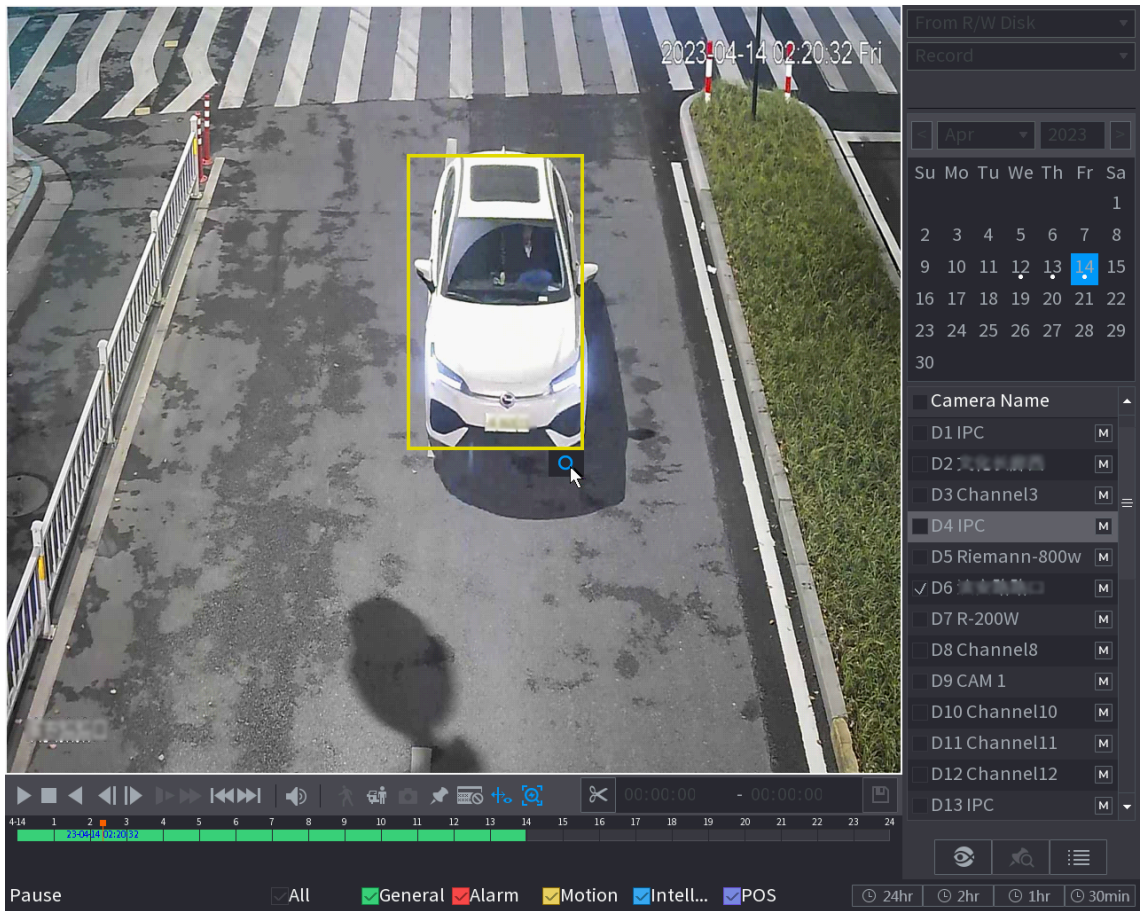 2023-04-14 02:20:32 Fri
From R/W Disk
Record
< Apr 2023 >
Su Mo Tu We Th Fr Sa
1
2 3 4 5 6 7 8
9 10 11 12 13 14 15
16 17 18 19 20 21 22
23 24 25 26 27 28 29
30
Camera Name
D1 IPC M
D2 M
D3 Channel3 M
D4 IPC M
D5 Riemann-800w M
D6 M
D7 R-200W M
D8 Channel8 M
D9 CAM 1 M
D10 Channel10 M
D11 Channel11 M
D12 Channel12 M
D13 IPC M
00:00:00 - 00:00:00
4-14 1 2 3 4 5 6 7 8 9 10 11 12 13 14 15 16 17 18 19 20 21 22 23 24
23-04-14 02:20:32
Pause All General Alarm Motion Intell... POS 24hr 2hr 1hr 30min